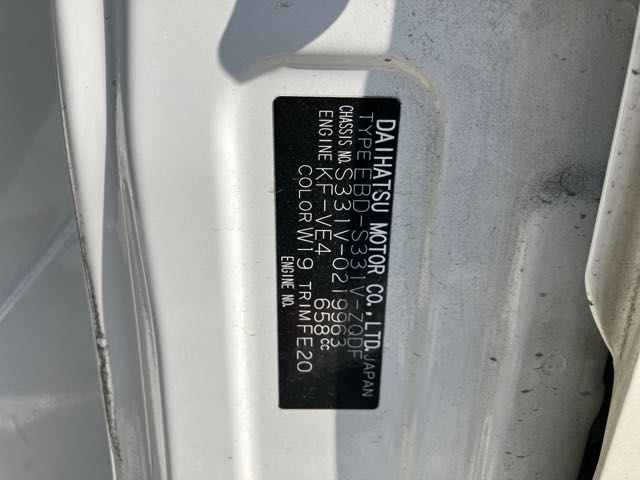 DAIHATSU MOTOR CO.,LTD. JAPAN
TYPE EBD-S331V-ZQDF
CHASSIS NO. S331V-0219963
ENGINE KF-VE4 658CC
COLOR W19 TRIM FE20
ENGINE NO.